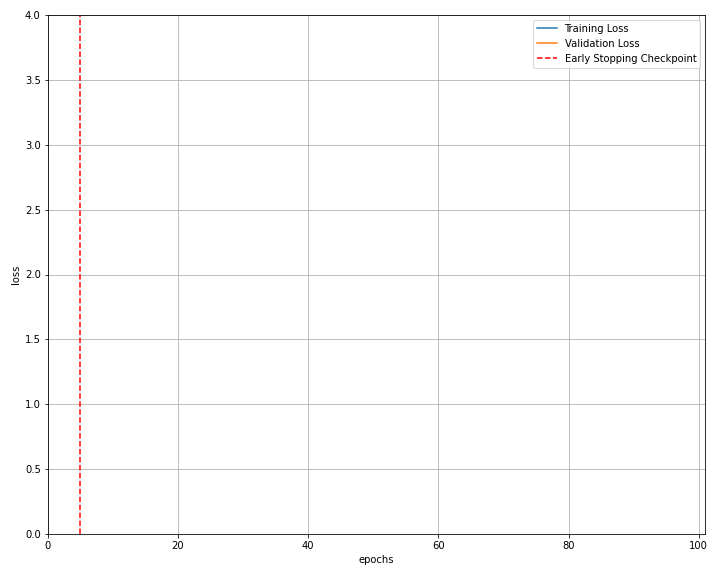 4.0
3.5
3.0
2.5
2.0
1.5
1.0
0.5
0.0
loss
0 20 40 60 80 100
epochs
Training Loss
Validation Loss
Early Stopping Checkpoint